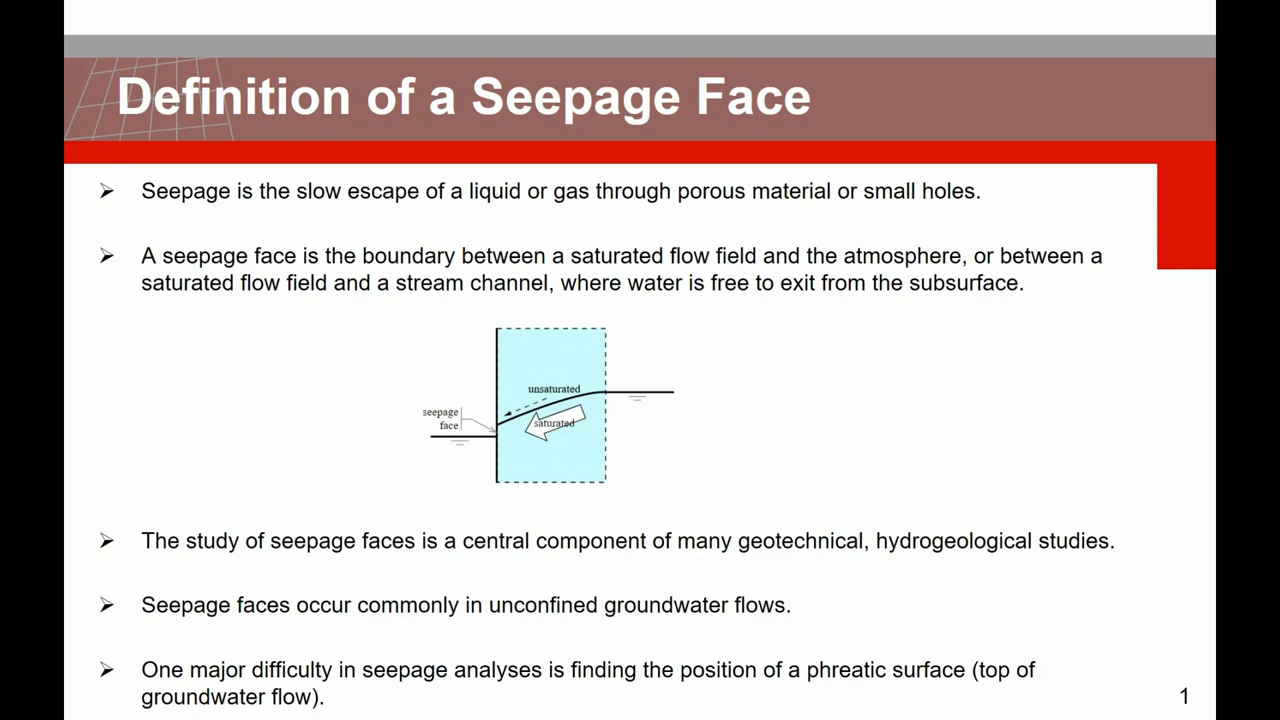 Definition of a Seepage Face
➢ Seepage is the slow escape of a liquid or gas through porous material or small holes.
➢ A seepage face is the boundary between a saturated flow field and the atmosphere, or between a
saturated flow field and a stream channel, where water is free to exit from the subsurface.
unsaturated
seepage
face
saturated
➢ The study of seepage faces is a central component of many geotechnical, hydrogeological studies.
➢ Seepage faces occur commonly in unconfined groundwater flows.
➢ One major difficulty in seepage analyses is finding the position of a phreatic surface (top of
groundwater flow).
1